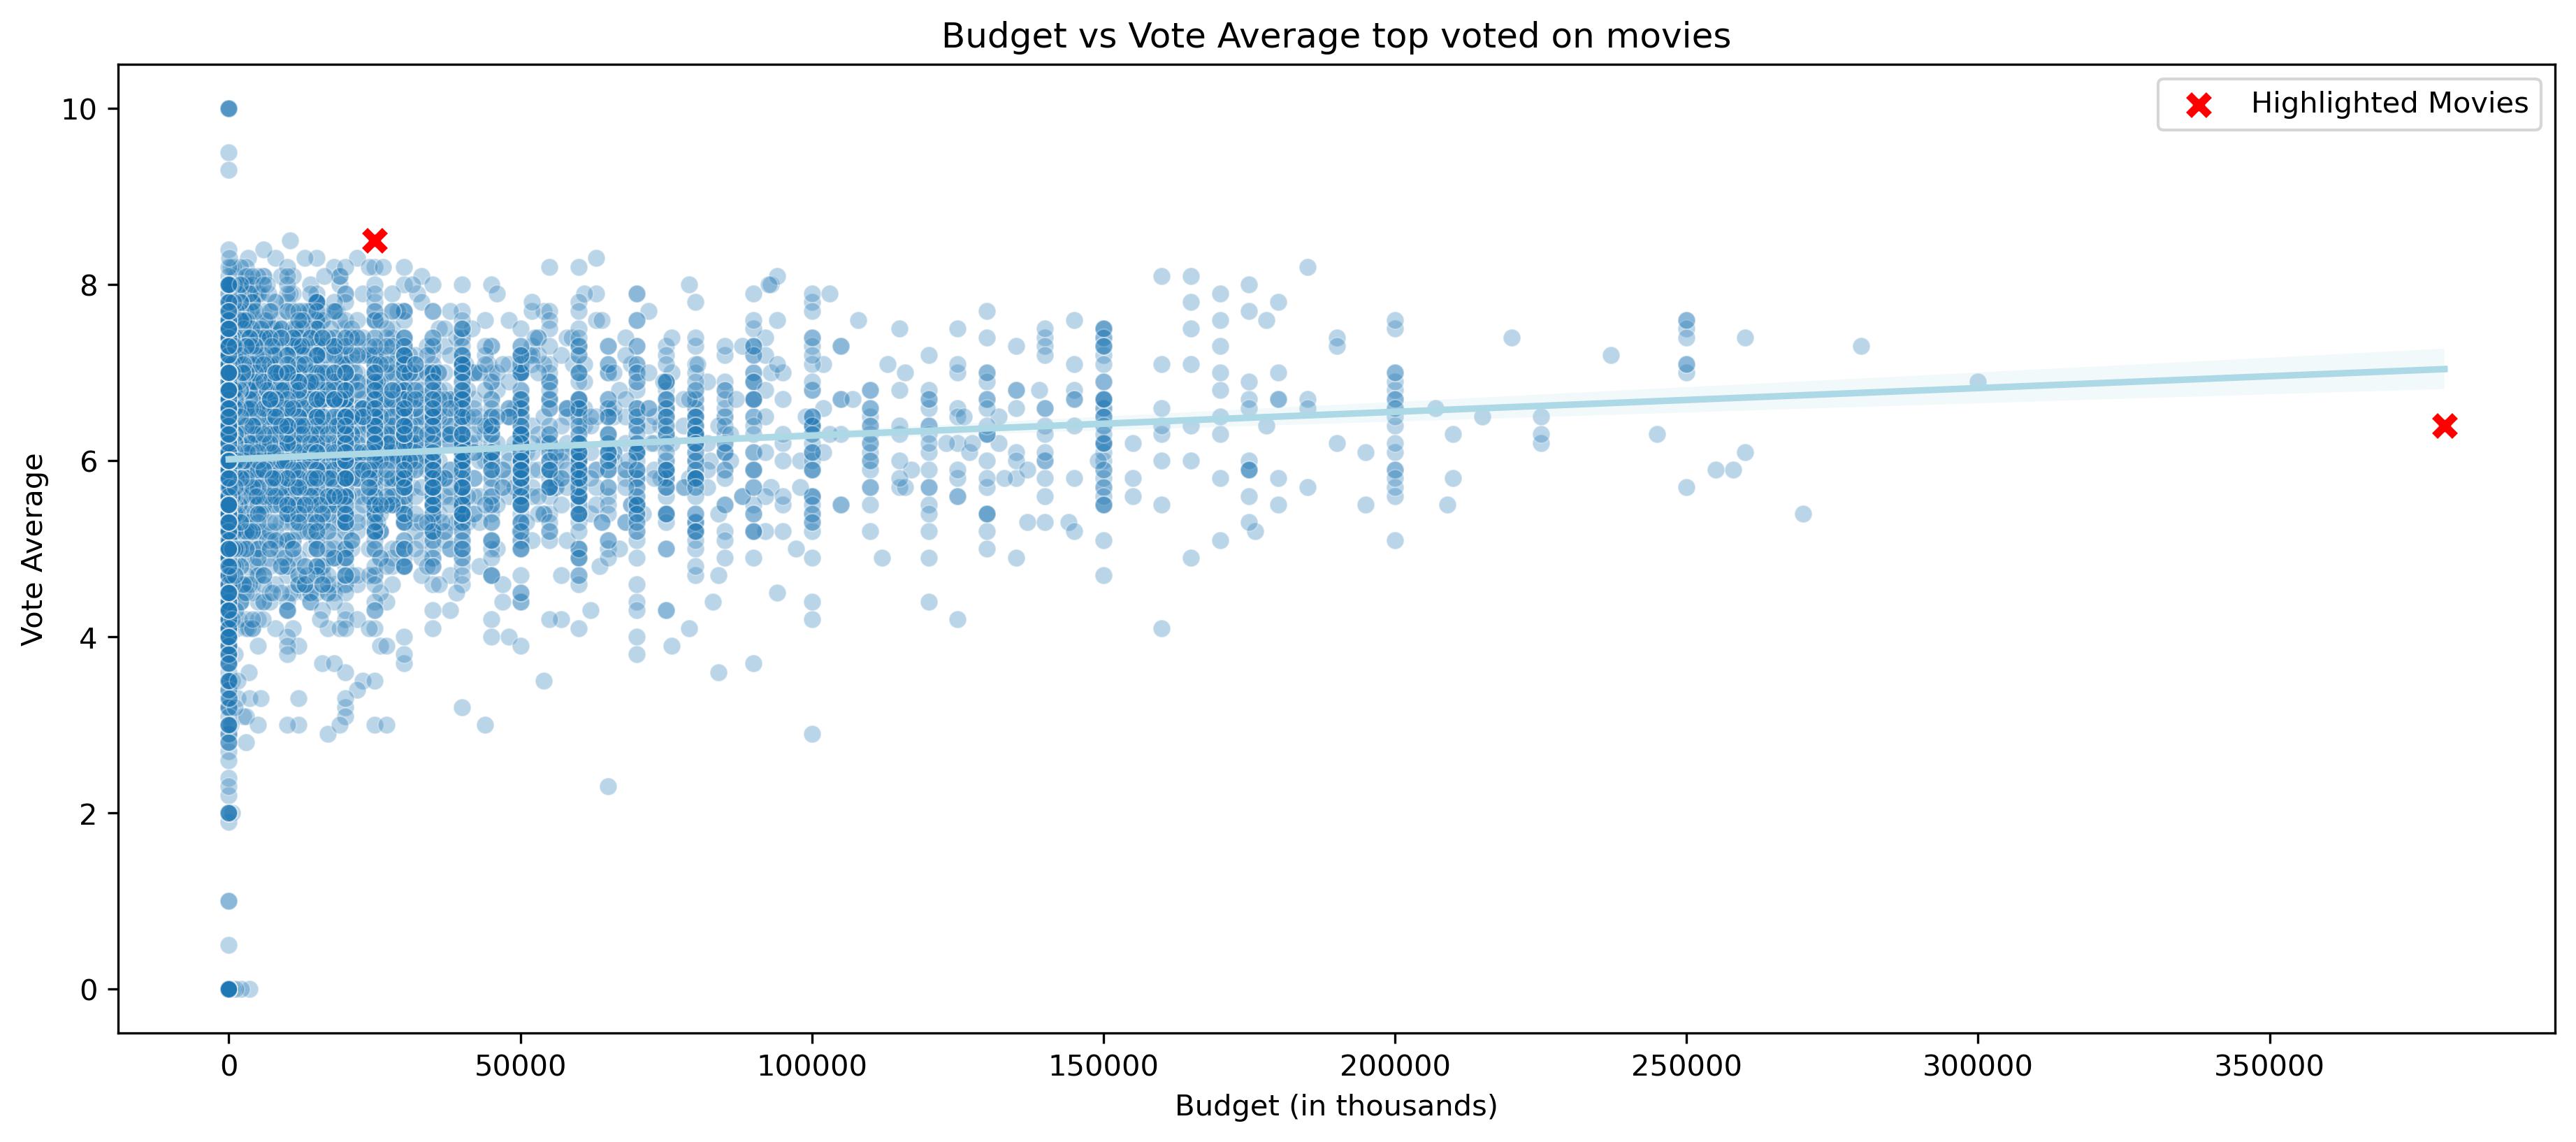 Budget vs Vote Average top voted on movies
Highlighted Movies
Vote Average
10
8
6
4
2
0
0 50000 100000 150000 200000 250000 300000 350000
Budget (in thousands)